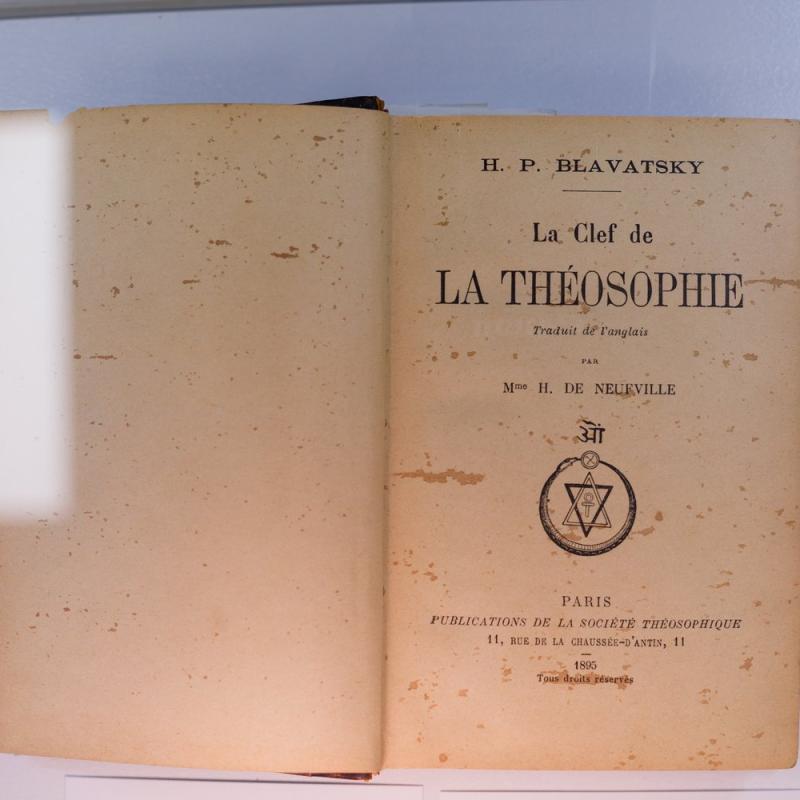 H. P. BLAVATSKY
La Clef de
LA THÉOSOPHIE
Traduit de l'anglais
PAR
Mme H. DE NEUFVILLE
ओं
PARIS
PUBLICATIONS DE LA SOCIÉTÉ THÉOSOPHIQUE
11, RUE DE LA CHAUSSÉE-D'ANTIN, 11
1895
Tous droits réservés